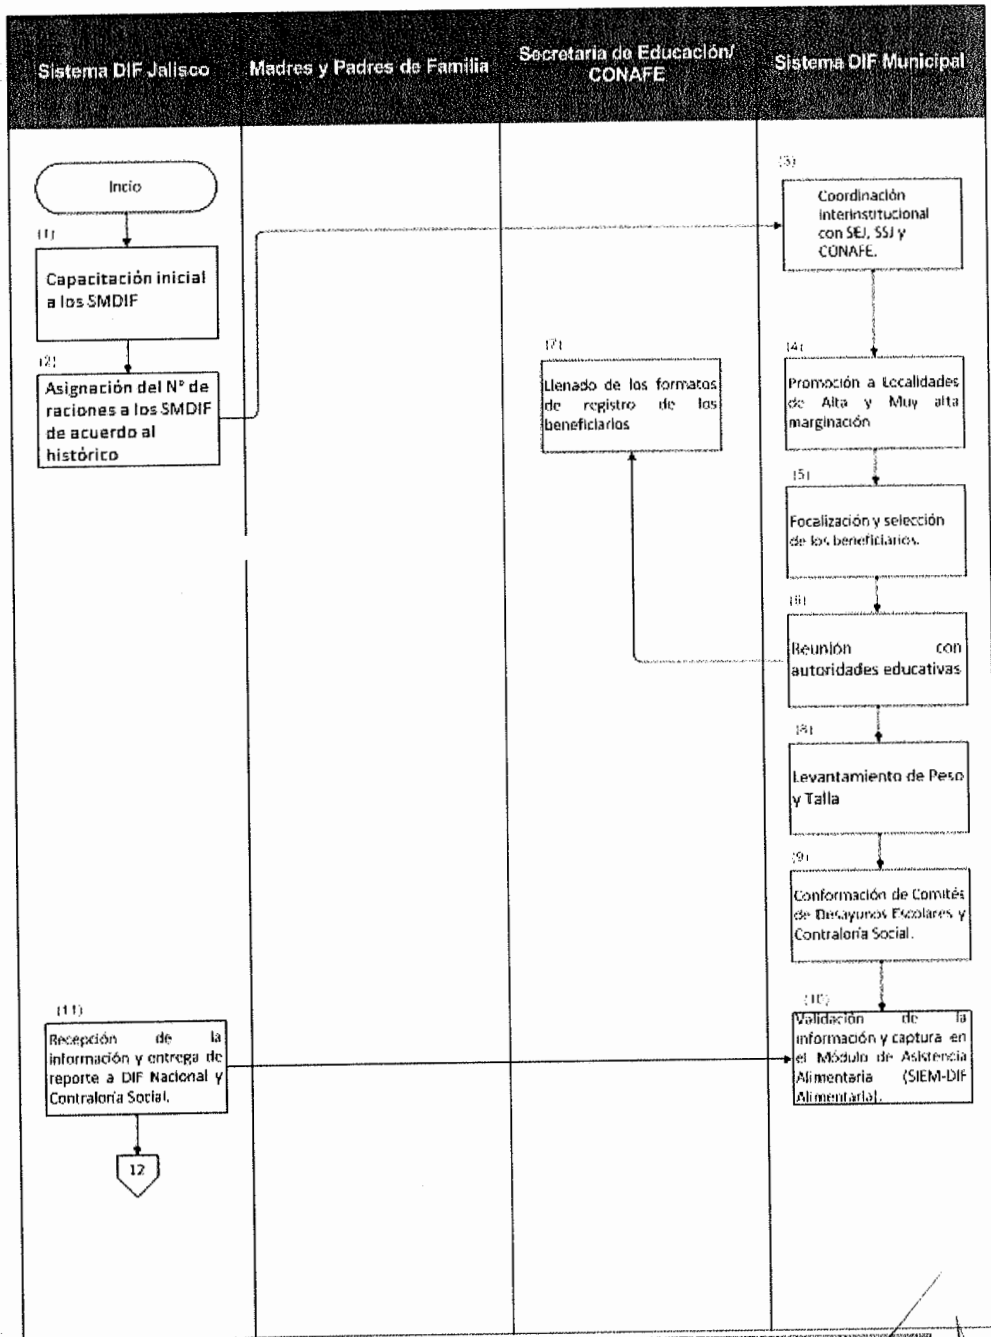 Sistema DIF Jalisco
Madres y Padres de Familia
Secretaría de Educación/
CONAFE
Sistema DIF Municipal
Incio
(1)
Capacitación inicial
a los SMDIF
(2)
Asignación del N° de
raciones a los SMDIF
de acuerdo al
histórico
(3)
Coordinación
interinstitucional
con SEJ, SSJ y
CONAFE.
(4)
Promoción a Localidades
de Alta y Muy alta
marginación
(5)
Focalización y selección
de los beneficiarios.
(6)
Reunión con
autoridades educativas
(7)
Llenado de los formatos
de registro de los
beneficiarios
(8)
Levantamiento de Peso
y Talla
(9)
Conformación de Comités
de Desayunos Escolares y
Contraloría Social.
(10)
Validación de la
información y captura en
el Módulo de Asistencia
Alimentaria (SIEM-DIF
Alimentaria).
(11)
Recepción de la
información y entrega de
reporte a DIF Nacional y
Contraloría Social.
12